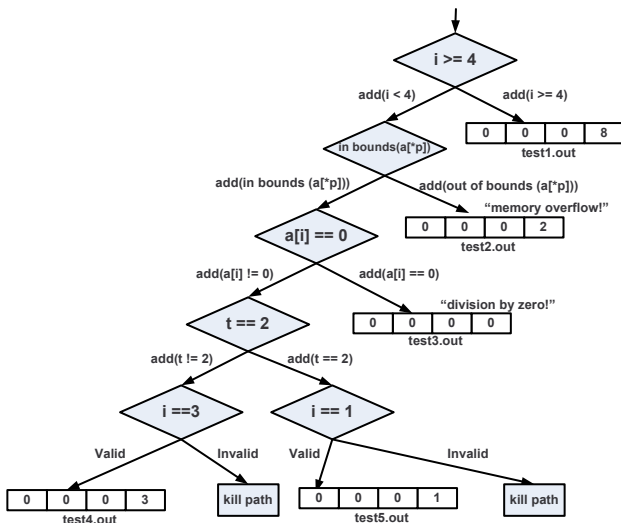 i >= 4
add(i < 4)
add(i >= 4)
0 0 0 8
test1.out
in bounds(a[*p])
add(in bounds (a[*p]))
add(out of bounds (a[*p]))
“memory overflow!”
0 0 0 2
test2.out
a[i] == 0
add(a[i] != 0)
add(a[i] == 0)
“division by zero!”
0 0 0 0
test3.out
t == 2
add(t != 2)
add(t == 2)
i ==3
i == 1
Valid
Invalid
Valid
Invalid
0 0 0 3
test4.out
kill path
0 0 0 1
test5.out
kill path